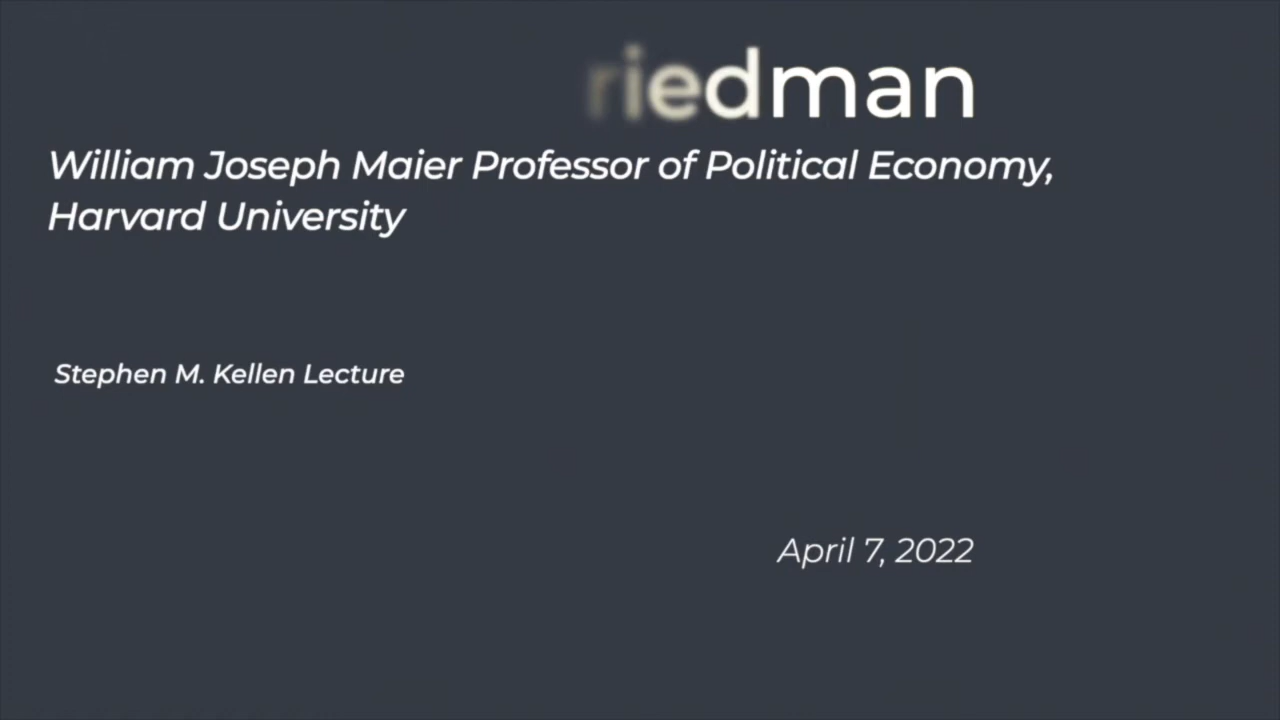 riedman
William Joseph Maier Professor of Political Economy,
Harvard University
Stephen M. Kellen Lecture
April 7, 2022